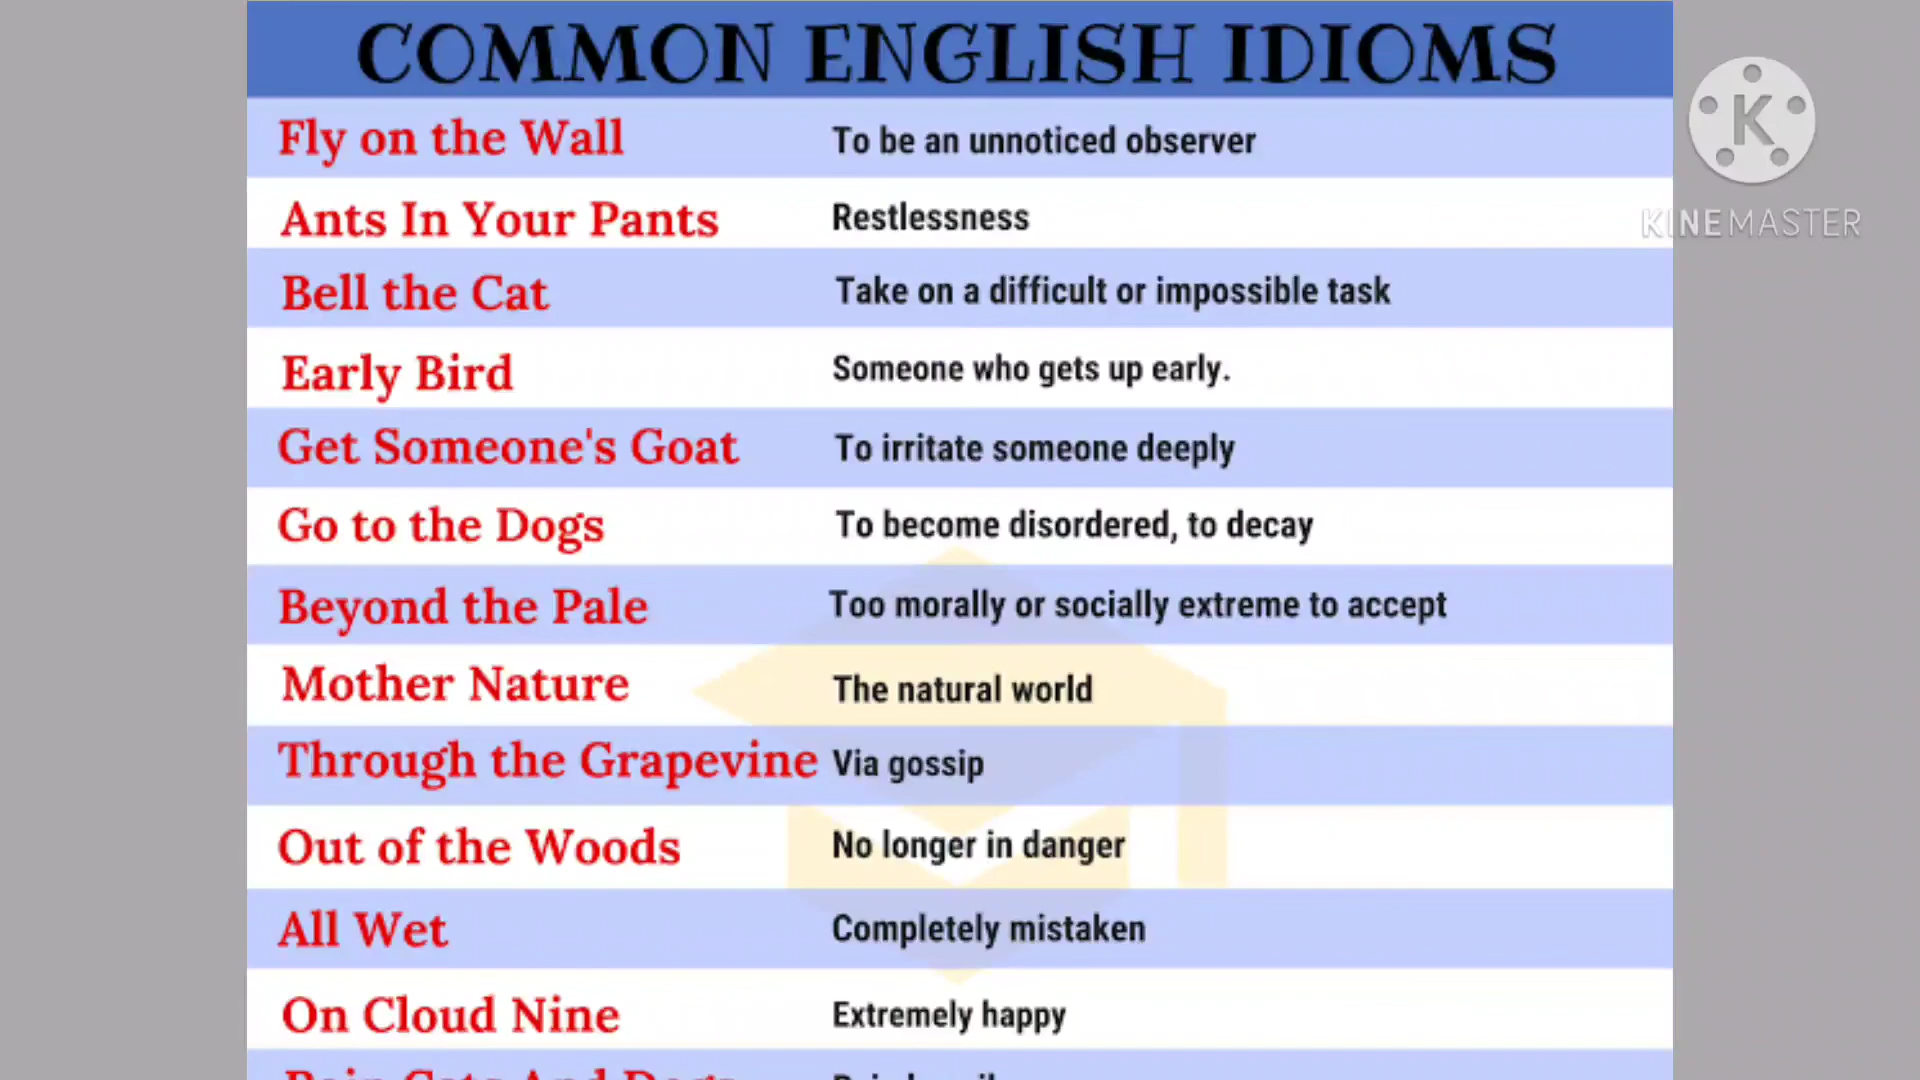 COMMON ENGLISH IDIOMS
Fly on the Wall To be an unnoticed observer
Ants In Your Pants Restlessness
Bell the Cat Take on a difficult or impossible task
Early Bird Someone who gets up early.
Get Someone's Goat To irritate someone deeply
Go to the Dogs To become disordered, to decay
Beyond the Pale Too morally or socially extreme to accept
Mother Nature The natural world
Through the Grapevine Via gossip
Out of the Woods No longer in danger
All Wet Completely mistaken
On Cloud Nine Extremely happy
Rain Cats And Dogs
K
KINEMASTER